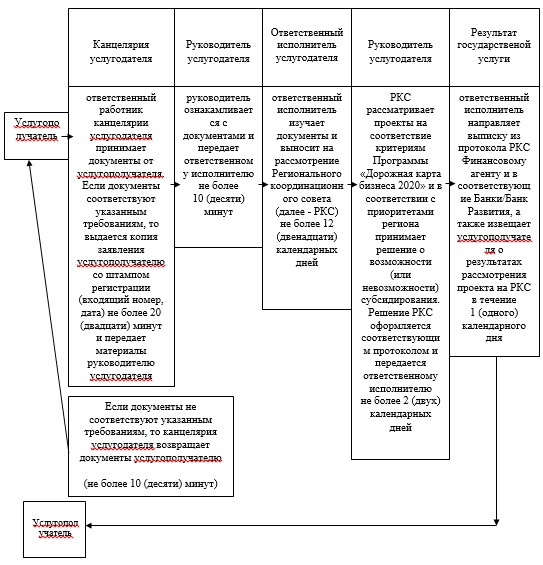 Услугопо
лучатель
Канцелярия
услугодателя
ответственный
работник
канцелярии
услугодателя
принимает
документы от
услугополучателя.
Если документы
соответствуют
указанным
требованиям, то
выдается копия
заявления
услугополучателю
со штампом
регистрации
(входящий номер,
дата) не более 20
(двадцати) минут
и передает
материалы
руководителю
услугодателя
Руководитель
услугодателя
руководитель
ознакамливает
ся с
документами и
передает
ответственном
у исполнителю
не более
10 (десяти)
минут
Ответственный
исполнитель
услугодателя
ответственный
исполнитель
изучает
документы и
выносит на
рассмотрение
Регионального
координационн
ого совета
(далее - РКС)
не более 12
(двенадцати)
календарных
дней
Руководитель
услугодателя
РКС
рассматривает
проекты на
соответствие
критериям
Программы
«Дорожная карта
бизнеса 2020» и в
соответствии с
приоритетами
региона
принимает
решение о
возможности
(или
невозможности)
субсидирования.
Решение РКС
оформляется
соответствующи
м протоколом и
передается
ответственному
исполнителю
не более 2 (двух)
календарных
дней
Результат
государственой
услуги
ответственный
исполнитель
направляет
выписку из
протокола РКС
Финансовому
агенту и в
соответствующ
ие Банки/Банк
Развития, а
также извещает
услугополучате
ля о
результатах
рассмотрения
проекта на РКС
в течение
1 (одного)
календарного
дня
Если документы не
соответствуют указанным
требованиям, то канцелярия
услугодателя возвращает
документы услугополучателю
(не более 10 (десяти) минут)
Услугопол
учатель